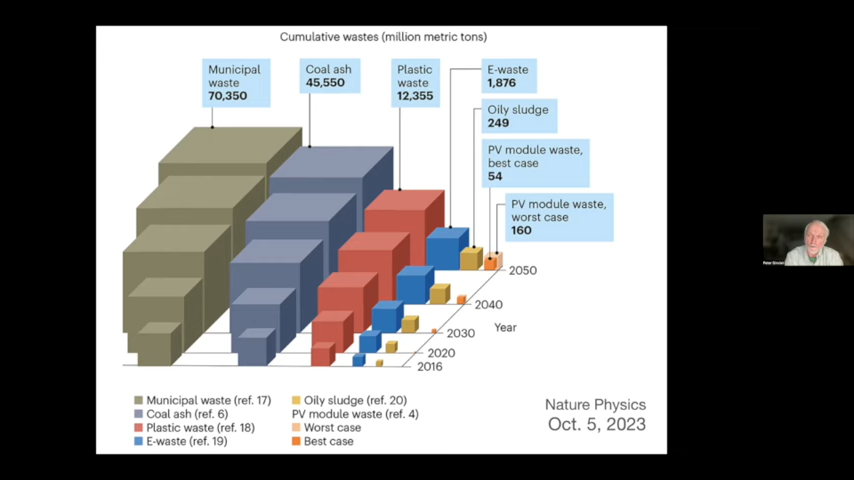 Cumulative wastes (million metric tons)
Municipal
waste
70,350
Coal ash
45,550
Plastic
waste
12,355
E-waste
1,876
Oily sludge
249
PV module waste,
best case
54
PV module waste,
worst case
160
2050
2040
2030
2020
2016
Year
Municipal waste (ref. 17)
Coal ash (ref. 6)
Plastic waste (ref. 18)
E-waste (ref. 19)
Oily sludge (ref. 20)
PV module waste (ref. 4)
Worst case
Best case
Nature Physics
Oct. 5, 2023